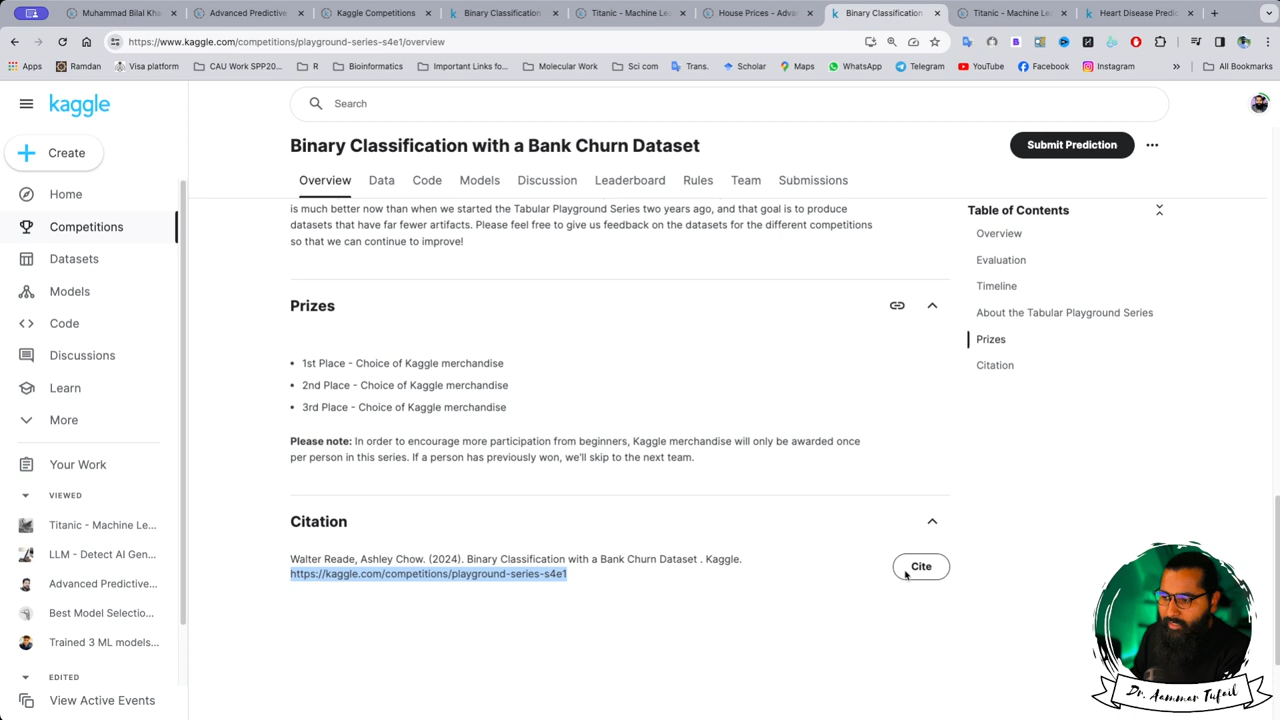 Muhammad Bilal Kha
Advanced Predictive
Kaggle Competitions
Binary Classification
Titanic - Machine Le
House Prices - Adva
Binary Classification
Titanic - Machine Le
Heart Disease Predic
https://www.kaggle.com/competitions/playground-series-s4e1/overview
Apps
Ramdan
Visa platform
CAU Work SPP20...
R
Bioinformatics
Important Links fo...
Molecular Work
Sci com
Trans.
Scholar
Maps
WhatsApp
Telegram
YouTube
Facebook
Instagram
»
All Bookmarks
kaggle
Search
Create
Home
Competitions
Datasets
Models
Code
Discussions
Learn
More
Your Work
VIEWED
Titanic - Machine Le...
LLM - Detect AI Gen...
Advanced Predictive...
Best Model Selectio...
Trained 3 ML models...
EDITED
View Active Events
Binary Classification with a Bank Churn Dataset
Submit Prediction
Overview
Data
Code
Models
Discussion
Leaderboard
Rules
Team
Submissions
is much better now than when we started the Tabular Playground Series two years ago, and that goal is to produce
datasets that have far fewer artifacts. Please feel free to give us feedback on the datasets for the different competitions
so that we can continue to improve!
Prizes
• 1st Place - Choice of Kaggle merchandise
• 2nd Place - Choice of Kaggle merchandise
• 3rd Place - Choice of Kaggle merchandise
Please note: In order to encourage more participation from beginners, Kaggle merchandise will only be awarded once
per person in this series. If a person has previously won, we'll skip to the next team.
Citation
Walter Reade, Ashley Chow. (2024). Binary Classification with a Bank Churn Dataset . Kaggle.
https://kaggle.com/competitions/playground-series-s4e1
Cite
Table of Contents
Overview
Evaluation
Timeline
About the Tabular Playground Series
Prizes
Citation
Dr. Aammar Tufail